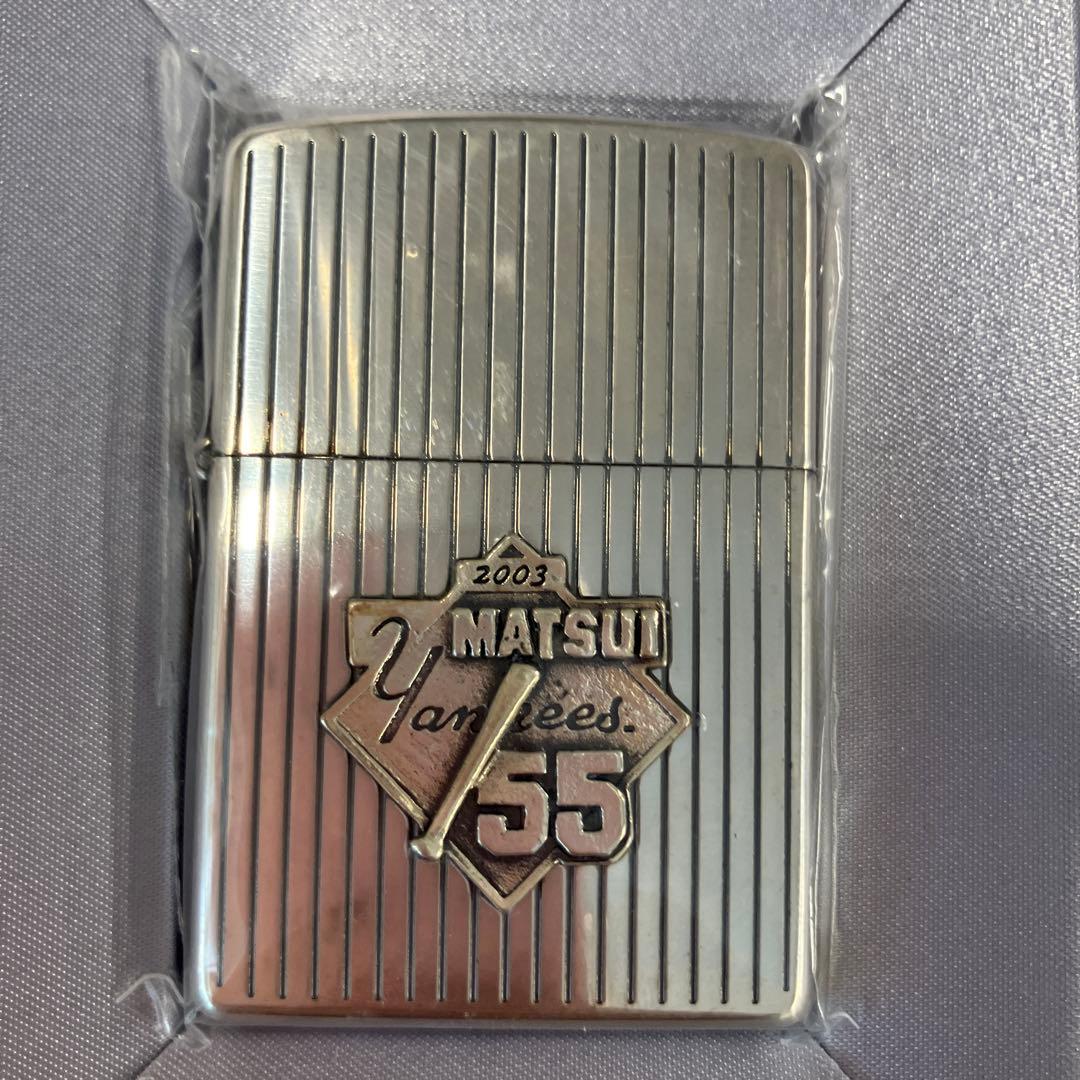 2003
MATSUI
Yankees.
55